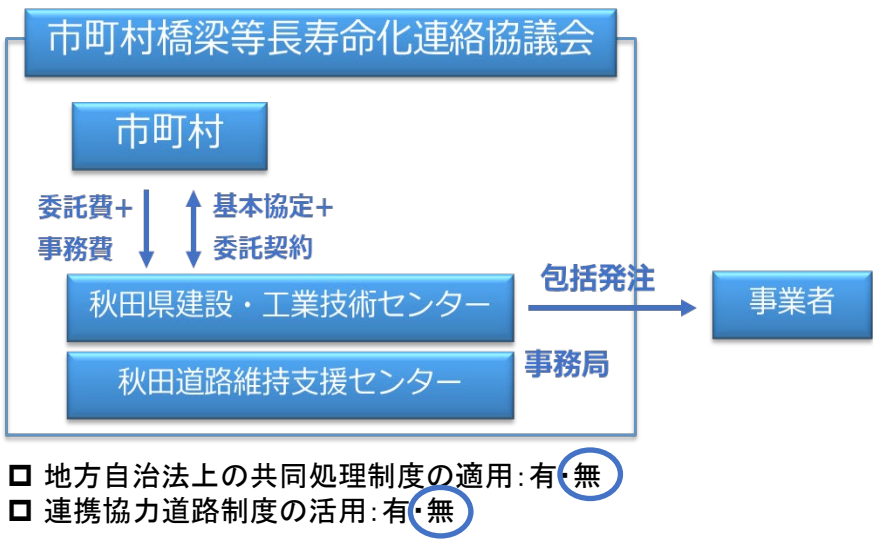 市町村橋梁等長寿命化連絡協議会
市町村
委託費+
事務費
基本協定+
委託契約
秋田県建設・工業技術センター
包括発注
事業者
秋田道路維持支援センター
事務局
地方自治法上の共同処理制度の適用:有・無
連携協力道路制度の活用:有・無